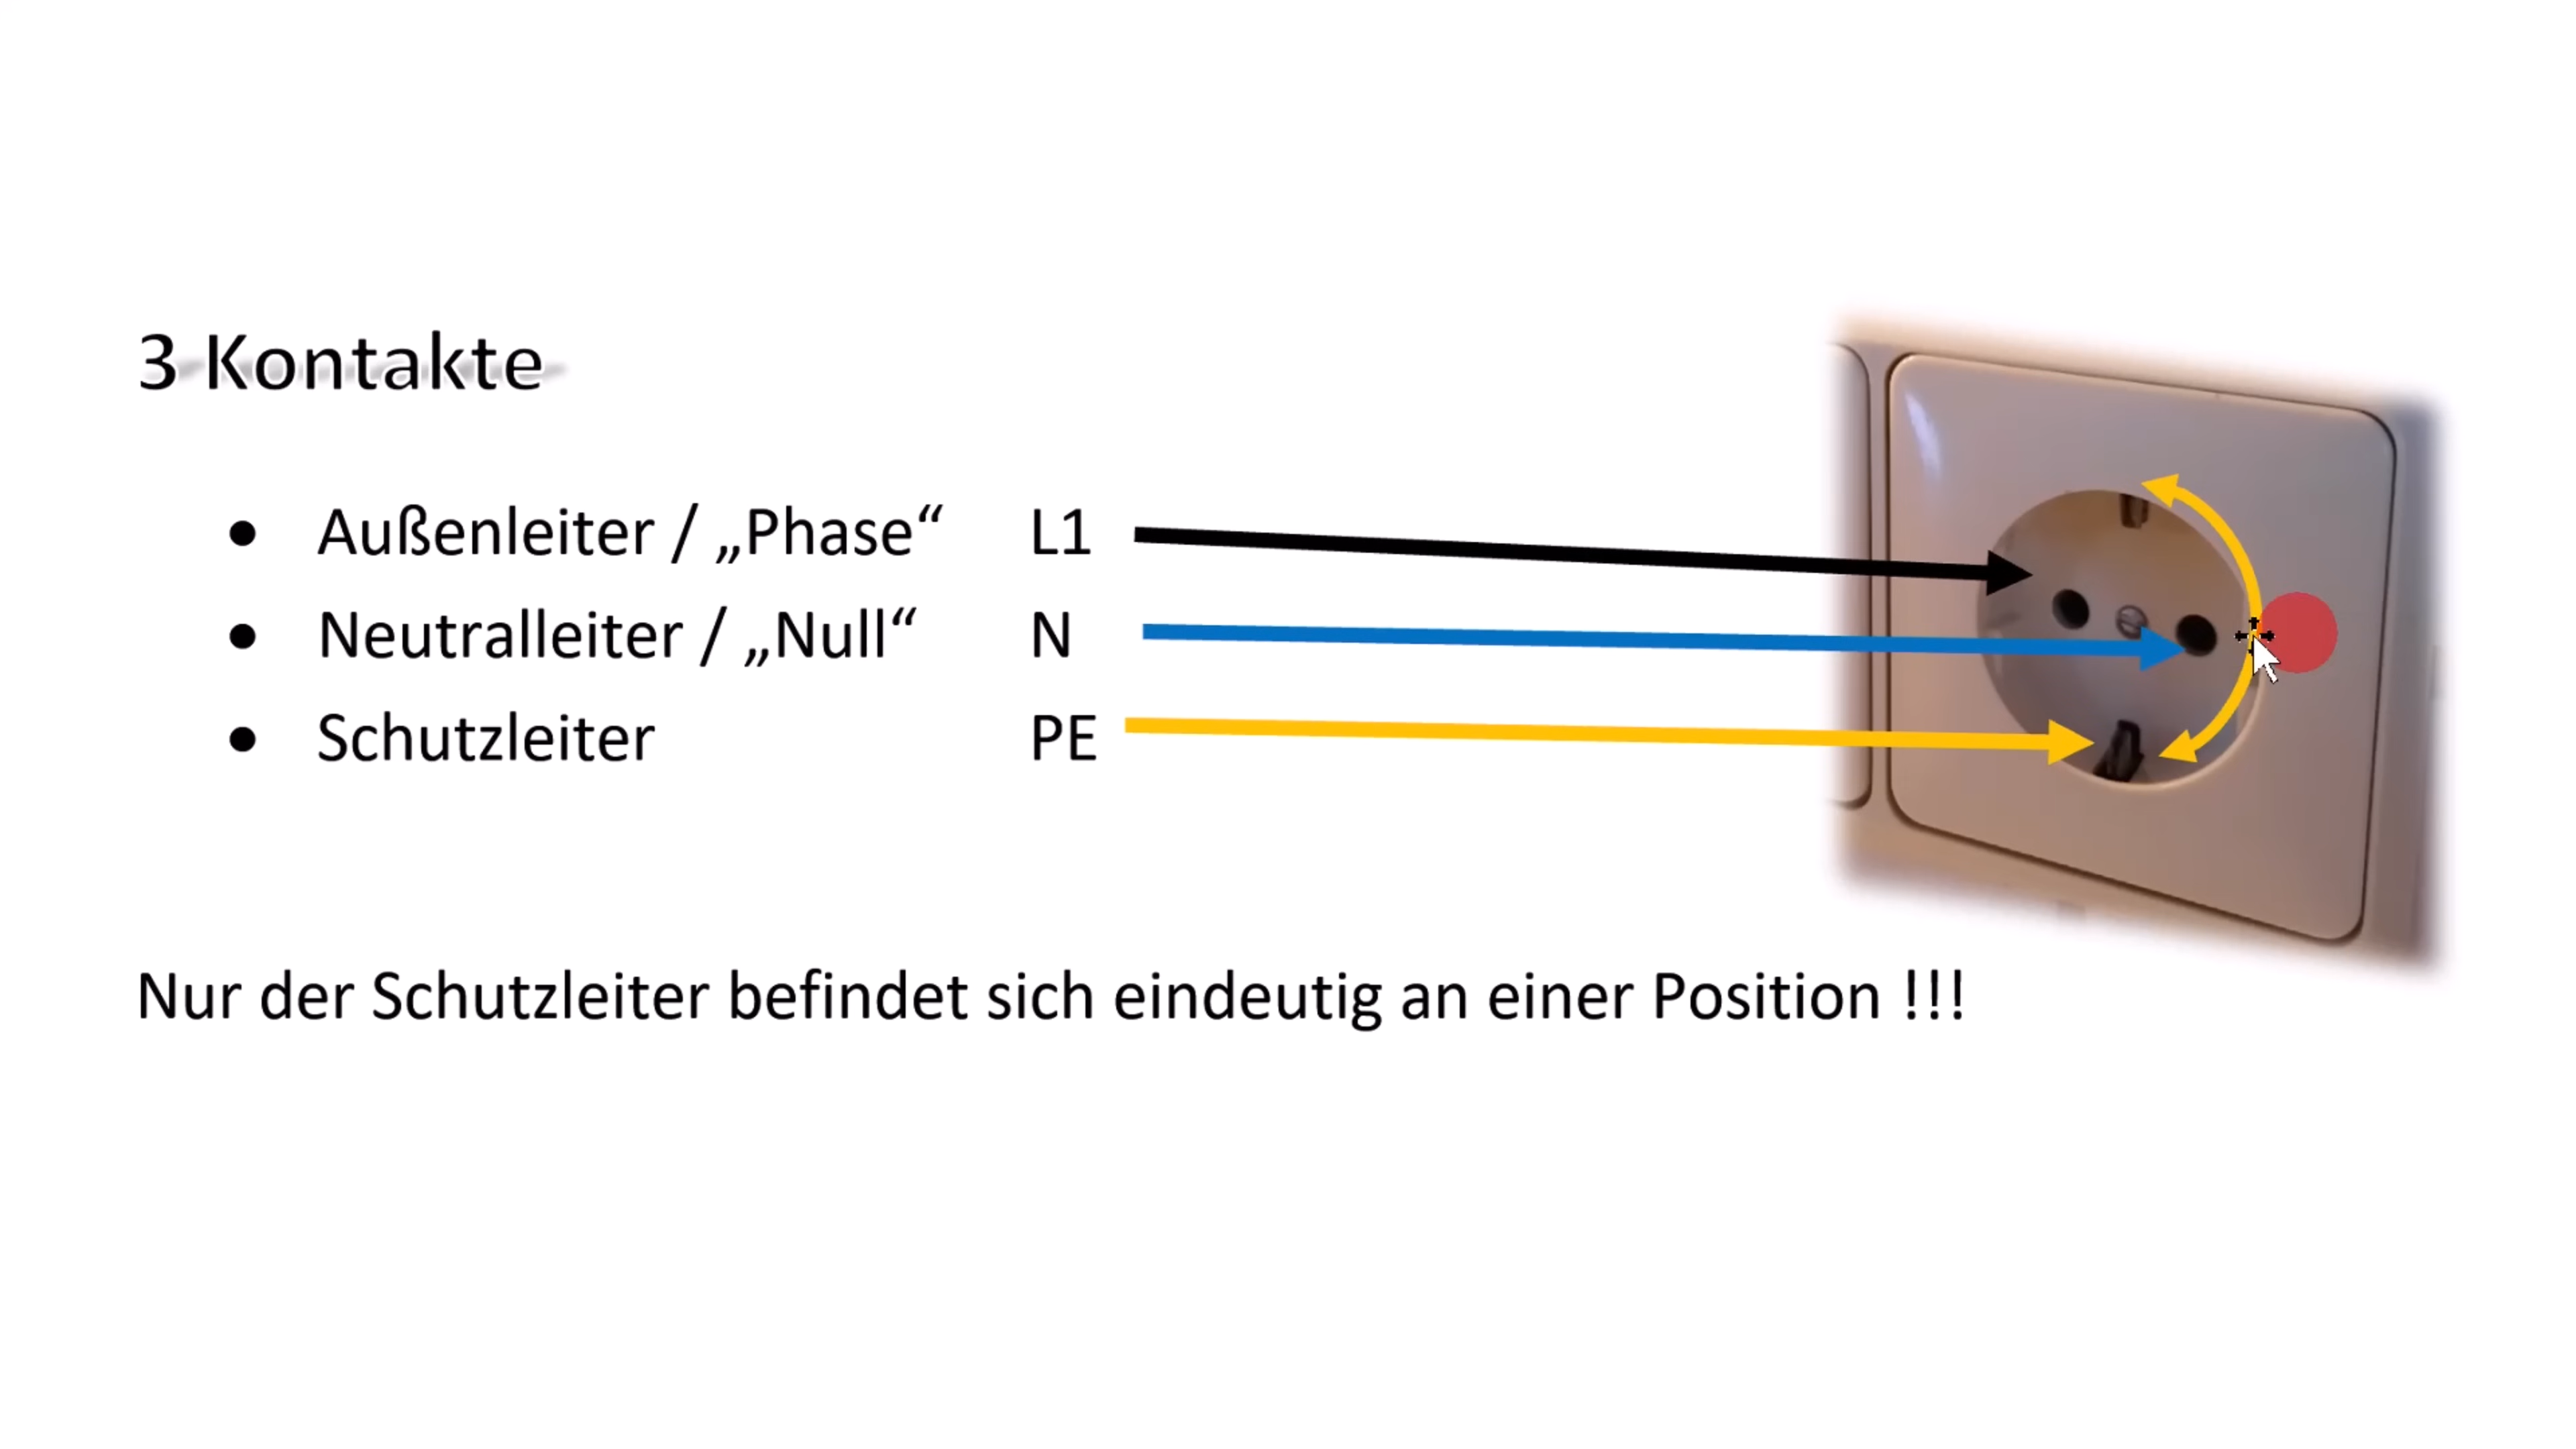 3 Kontakte
• Außenleiter / „Phase“ L1
• Neutralleiter / „Null“ N
• Schutzleiter PE
Nur der Schutzleiter befindet sich eindeutig an einer Position !!!